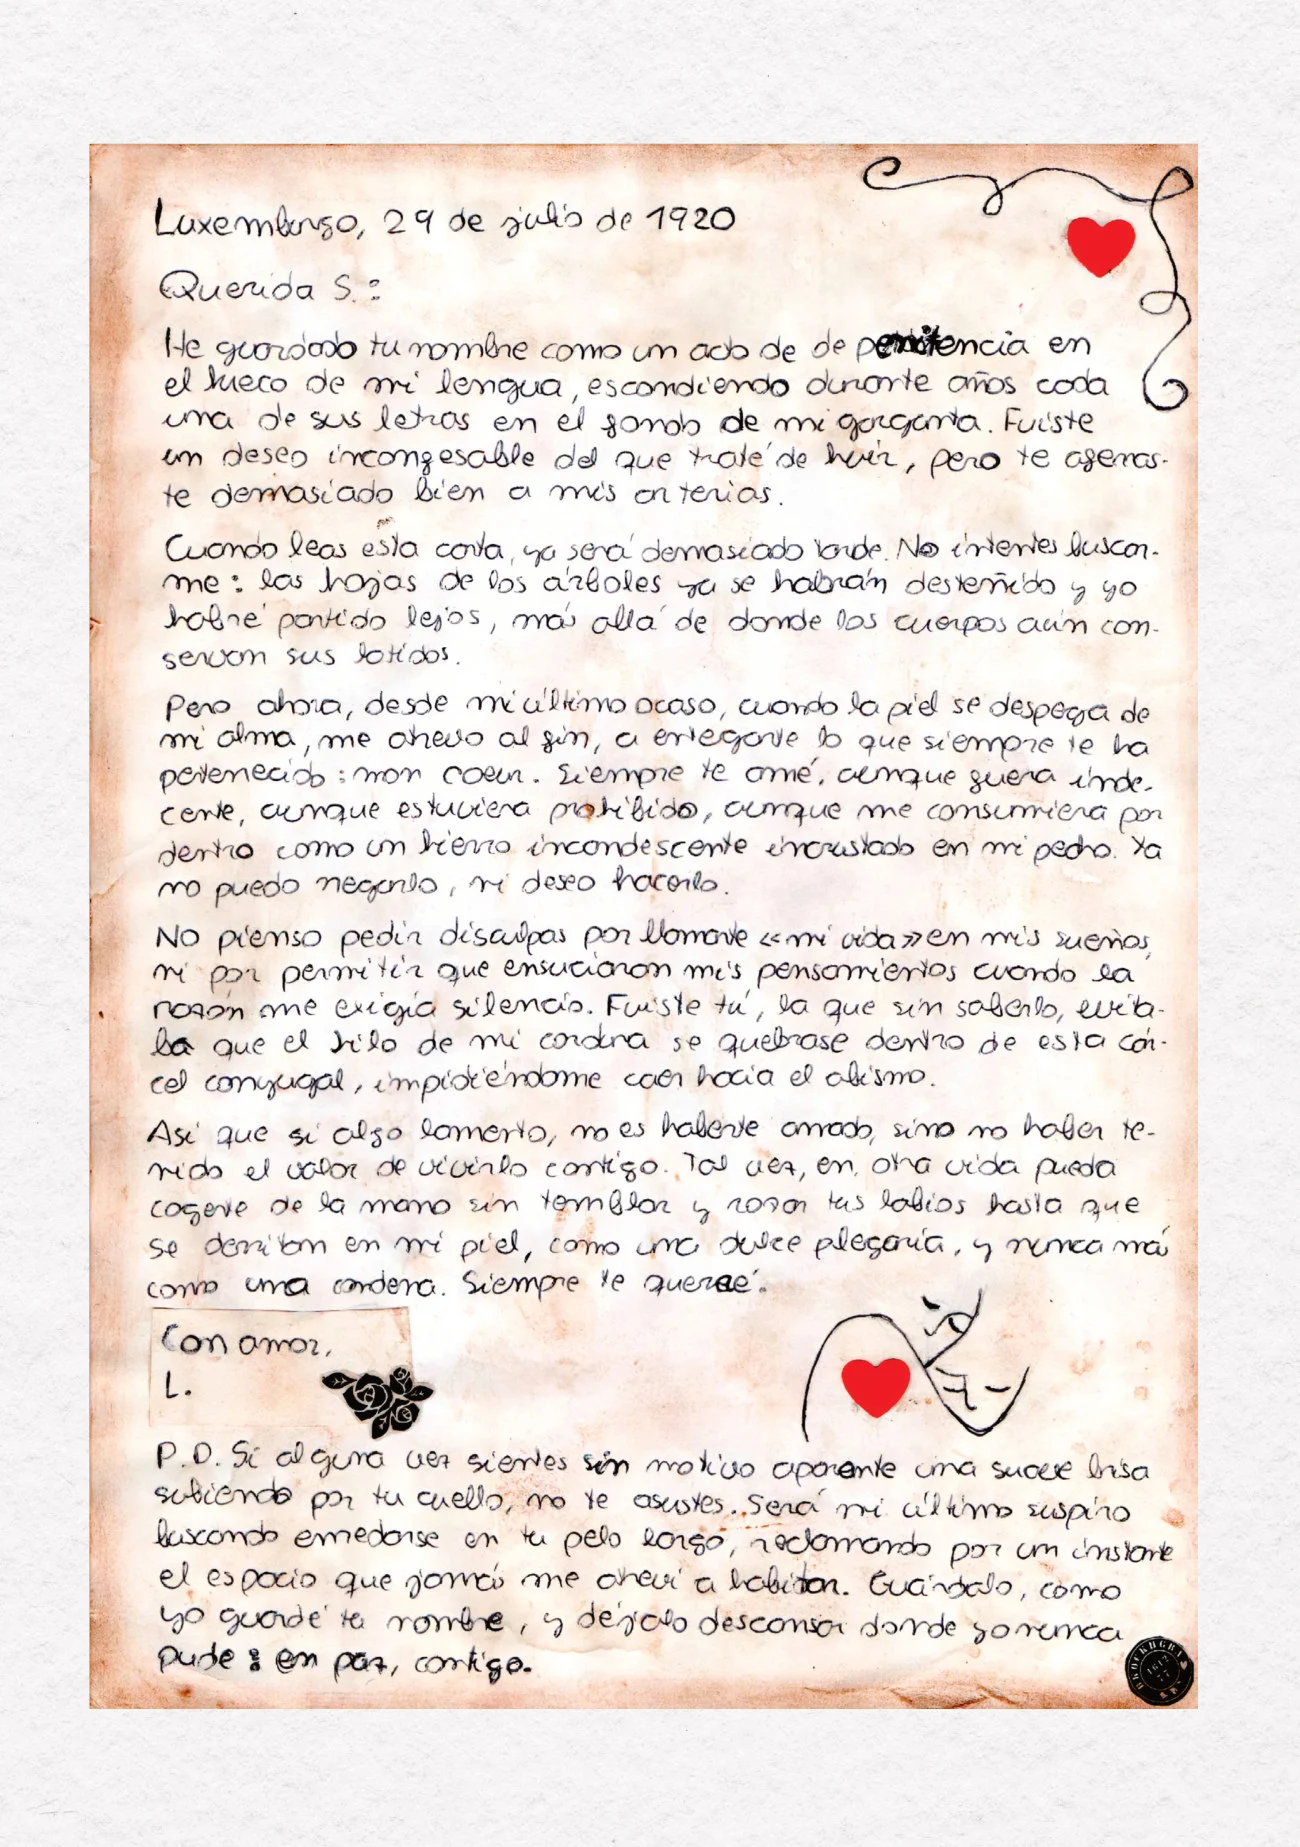 Luxemburgo, 29 de julio de 1920
Querida S.:
He guardado tu nombre como un acto de de penitencia en
el hueco de mi lengua, escondiendo durante años cada
una de sus letras en el fondo de mi garganta. Fuiste
un deseo inconfesable del que traté de huir, pero te aferras-
te demasiado bien a mis arterias.
Cuando leas esta carta, ya será demasiado tarde. No intentes buscar-
me: las hojas de los árboles ya se habrán desteñido y yo
habré partido lejos, más allá de donde los cuerpos aún con-
servan sus latidos.
Pero ahora, desde mi último ocaso, cuando la piel se despega de
mi alma, me atrevo al fin, a entregarte lo que siempre te ha
pertenecido: mon coeur. Siempre te amé, aunque fuera inde-
cente, aunque estuviera prohibido, aunque me consumiera por
dentro como un hierro incandescente incrustado en mi pecho. Ya
no puedo negarlo, ni deseo hacerlo.
No pienso pedir disculpas por llamarte «mi vida» en mis sueños,
ni por permitir que ensuciaran mis pensamientos cuando la
razón me exigía silencio. Fuiste tú, la que sin saberlo, evita-
ba que el hilo de mi cordura se quebrase dentro de esta cár-
cel conyugal, impidiéndome caer hacia el abismo.
Así que si algo lamento, no es haberte amado, sino no haber te-
nido el valor de vivirlo contigo. Tal vez, en otra vida pueda
cogerte de la mano sin temblar y rozar tus labios hasta que
se derritan en mi piel, como una dulce plegaria, y nunca más
como una condena. Siempre te querré.
Con amor,
L.
P.D. Si alguna vez sientes sin motivo aparente una suave brisa
subiendo por tu cuello, no te asustes. Será mi último suspiro
buscando enredarse en tu pelo largo, reclamando por un instante
el espacio que jamás me atreví a habitar. Guárdalo, como
yo guardé tu nombre, y déjalo descansar donde yo nunca
pude: en paz, contigo.